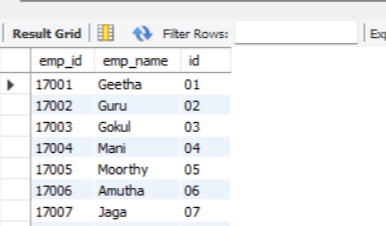 Result Grid Filter Rows: Exp
emp_id emp_name id
17001 Geetha 01
17002 Guru 02
17003 Gokul 03
17004 Mani 04
17005 Moorthy 05
17006 Amutha 06
17007 Jaga 07